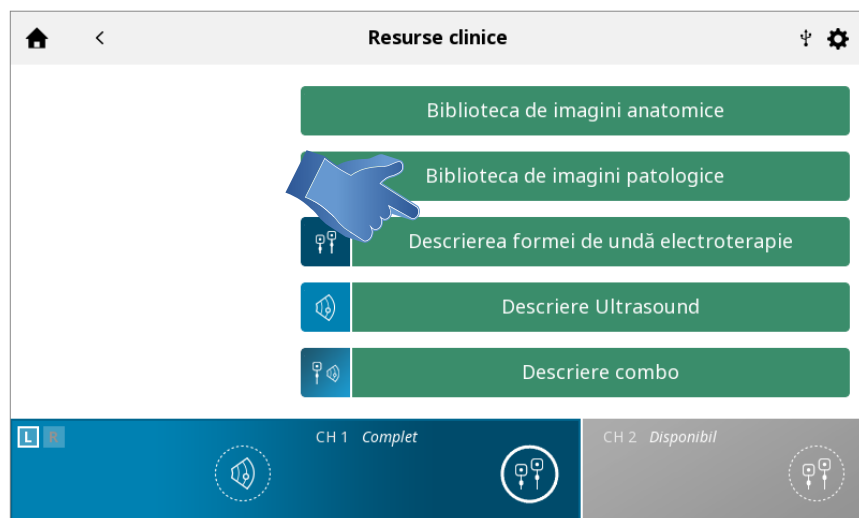 Resurse clinice
Biblioteca de imagini anatomice
Biblioteca de imagini patologice
Descrierea formei de undă electroterapie
Descriere Ultrasound
Descriere combo
L R CH 1 Complet CH 2 Disponibil